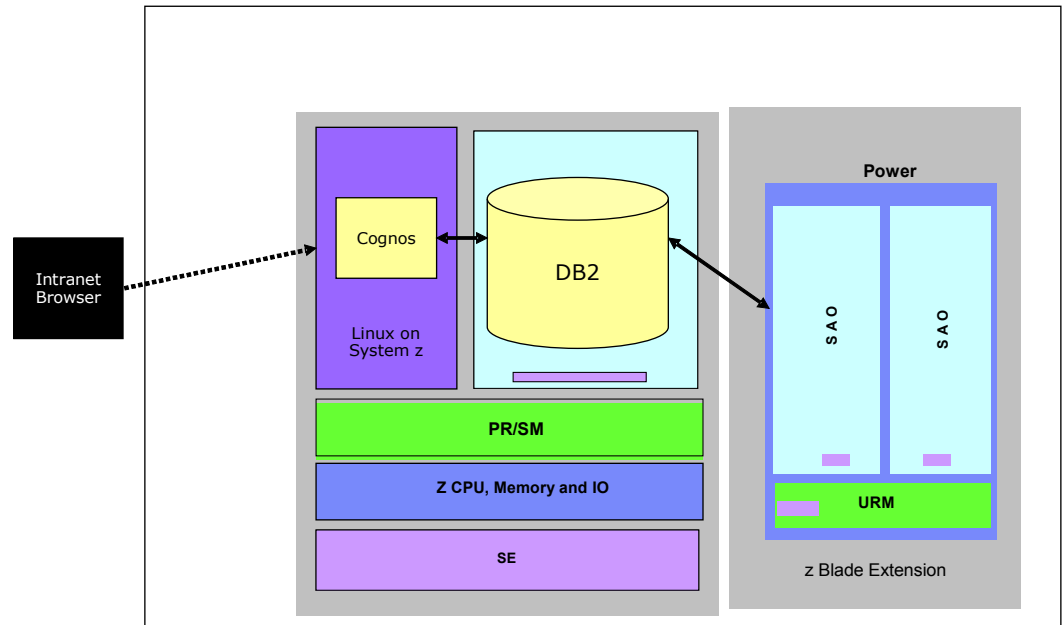 Intranet
Browser
Cognos
Linux on
System z
DB2
PR/SM
Z CPU, Memory and IO
SE
Power
S A O
S A O
URM
z Blade Extension